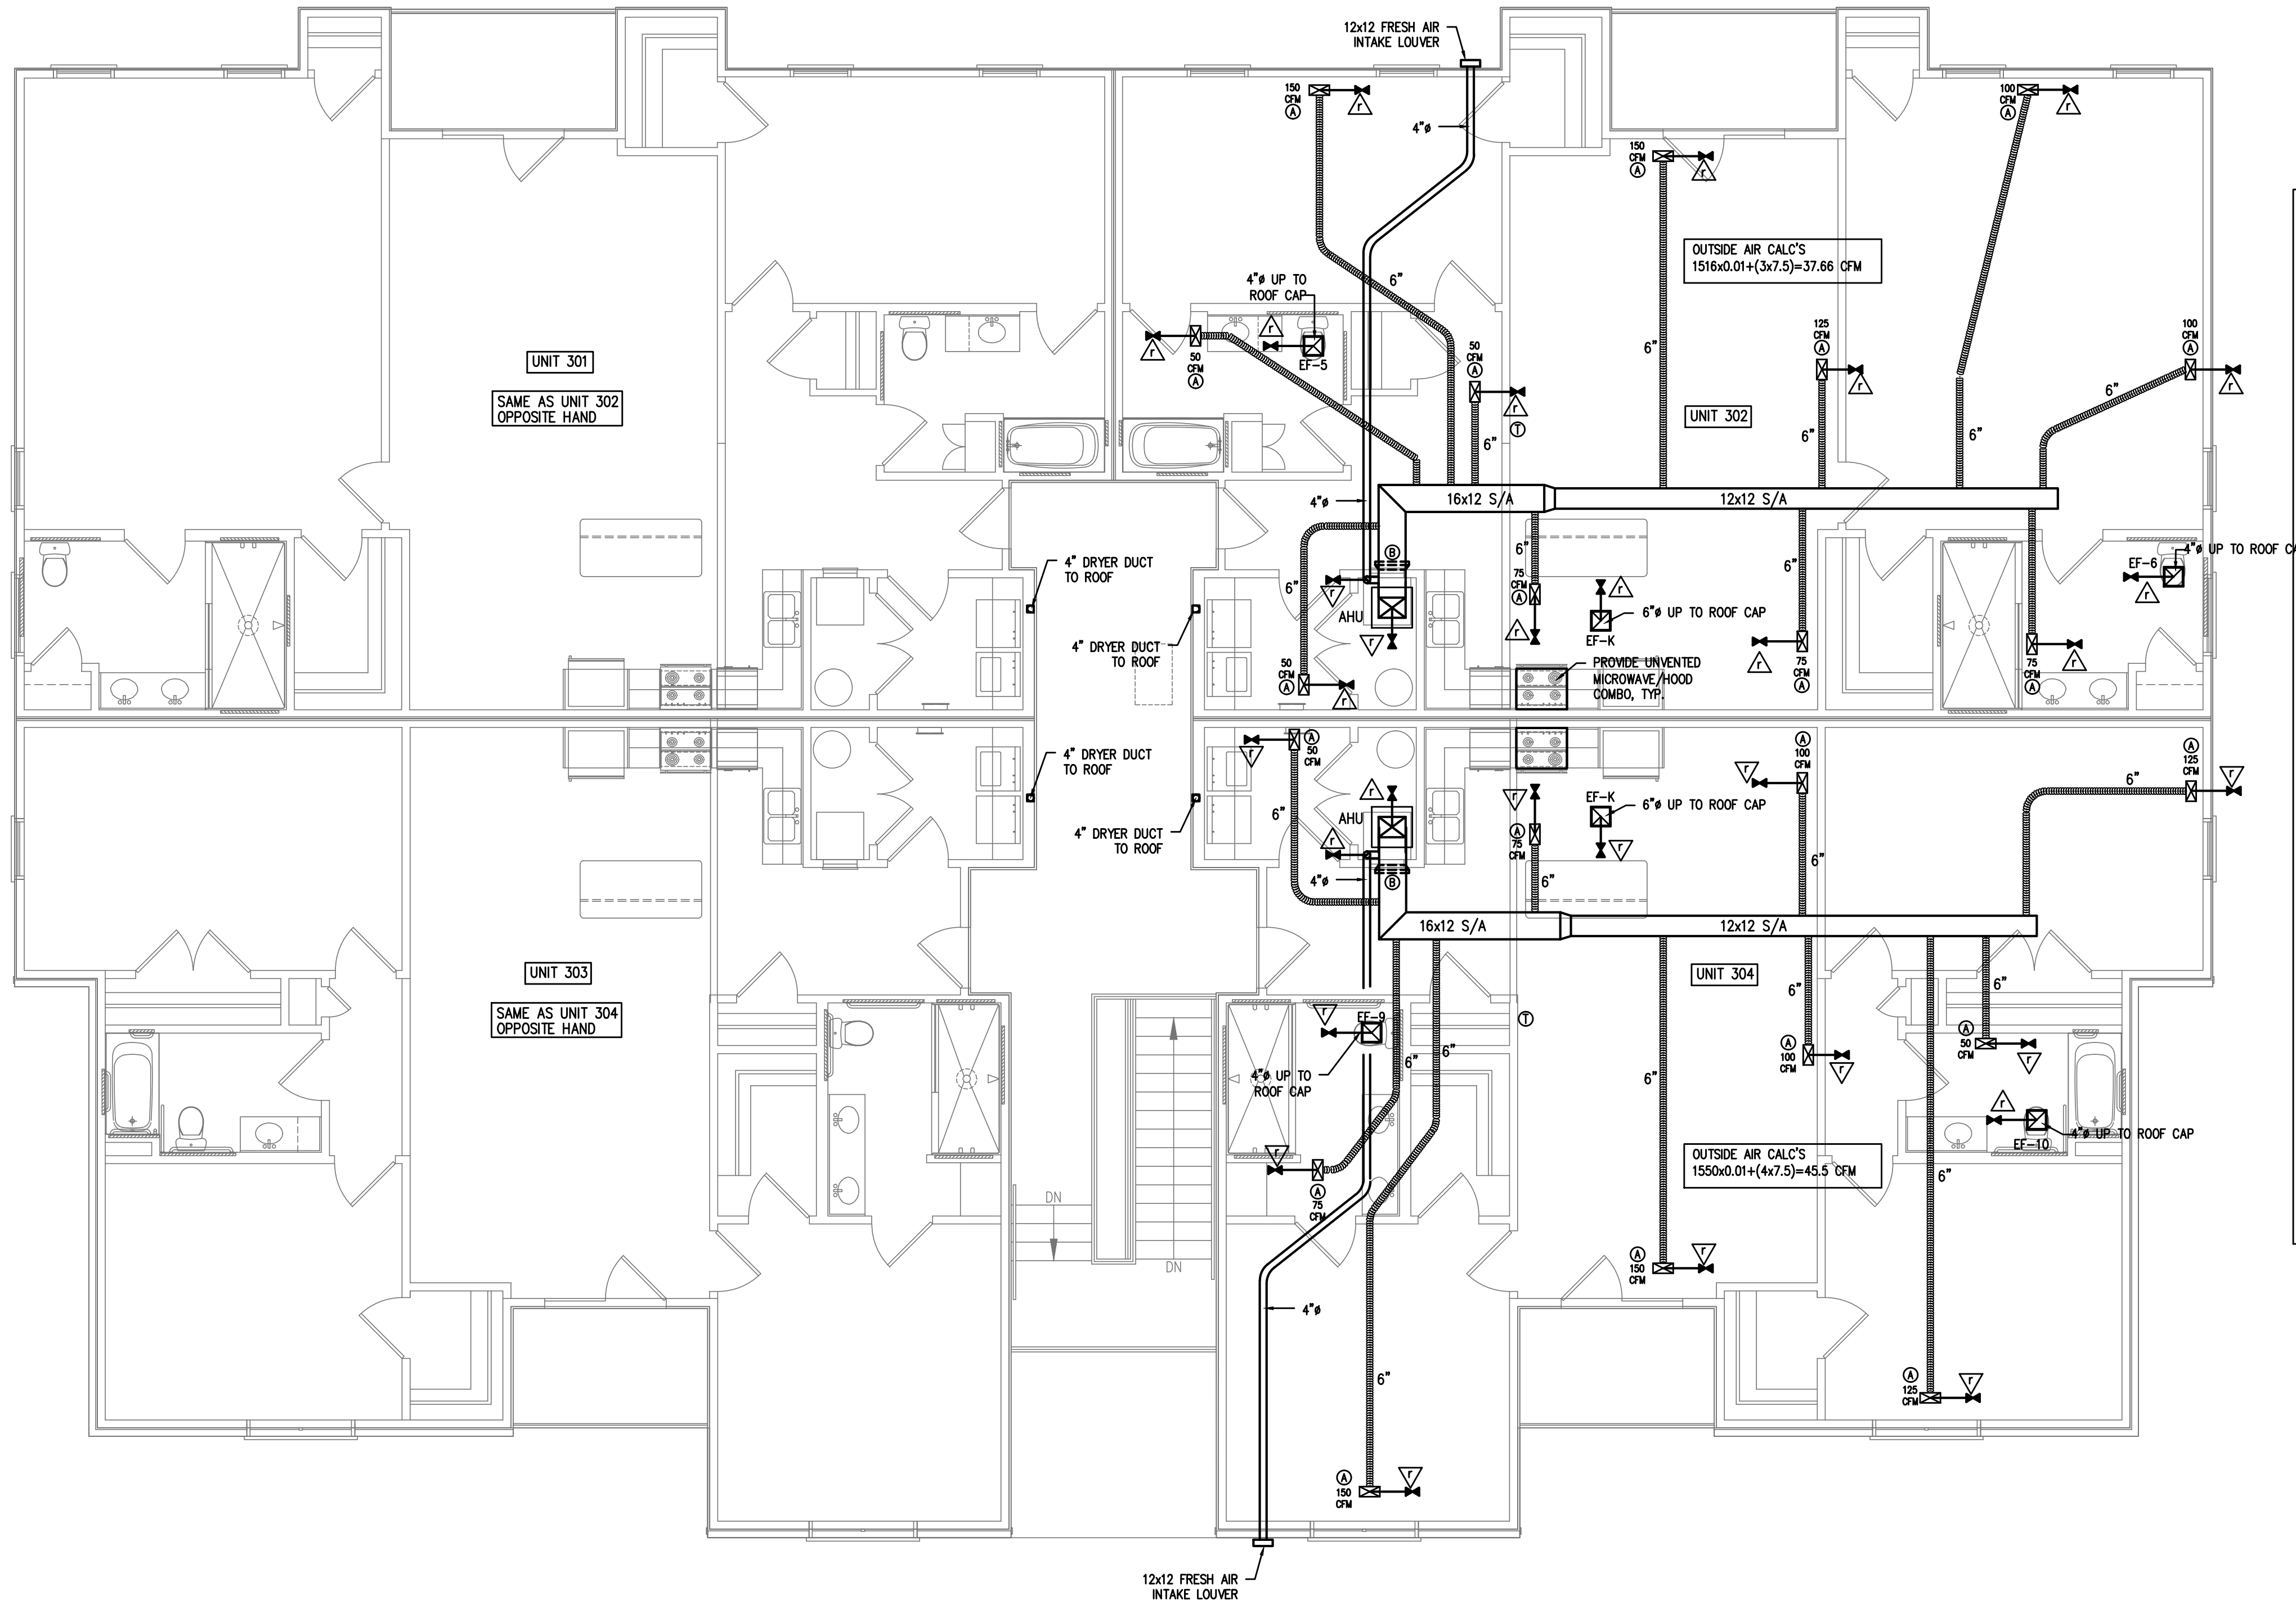 12x12 FRESH AIR
INTAKE LOUVER
150
CFM
A
r
4"ø
100
CFM
A
r
150
CFM
A
r
OUTSIDE AIR CALC'S
1516x0.01+(3x7.5)=37.66 CFM
4"ø UP TO
ROOF CAP
6"
r
EF-5
r
50
CFM
A
50
CFM
A
r
T
6"
6"
125
CFM
A
r
6"
6"
100
CFM
A
r
6"
UNIT 301
SAME AS UNIT 302
OPPOSITE HAND
UNIT 302
4"ø
16x12 S/A
12x12 S/A
4" DRYER DUCT
TO ROOF
4" DRYER DUCT
TO ROOF
6"
B
r
AHU
r
6"
75
CFM
A
r
r
EF-K
6"ø UP TO ROOF CAP
6"
r
75
CFM
A
r
75
CFM
A
EF-6
r
4"ø UP TO ROOF CA
50
CFM
A
r
PROVIDE UNVENTED
MICROWAVE/HOOD
COMBO, TYP.
4" DRYER DUCT
TO ROOF
4" DRYER DUCT
TO ROOF
r
A
50
CFM
6"
r
AHU
r
4"ø
B
r
A
75
CFM
6"
EF-K
6"ø UP TO ROOF CAP
r
A
100
CFM
r
6"
A
125
CFM
r
6"
16x12 S/A
12x12 S/A
UNIT 303
SAME AS UNIT 304
OPPOSITE HAND
UNIT 304
r
EF-9
4"ø UP TO
ROOF CAP
6"
6"
T
6"
6"
A
100
CFM
r
6"
A
50
CFM
r
r
EF-10
4"ø UP TO ROOF CAP
OUTSIDE AIR CALC'S
1550x0.01+(4x7.5)=45.5 CFM
6"
r
A
75
CFM
DN
DN
A
150
CFM
r
4"ø
6"
A
125
CFM
r
A
150
CFM
r
12x12 FRESH AIR
INTAKE LOUVER